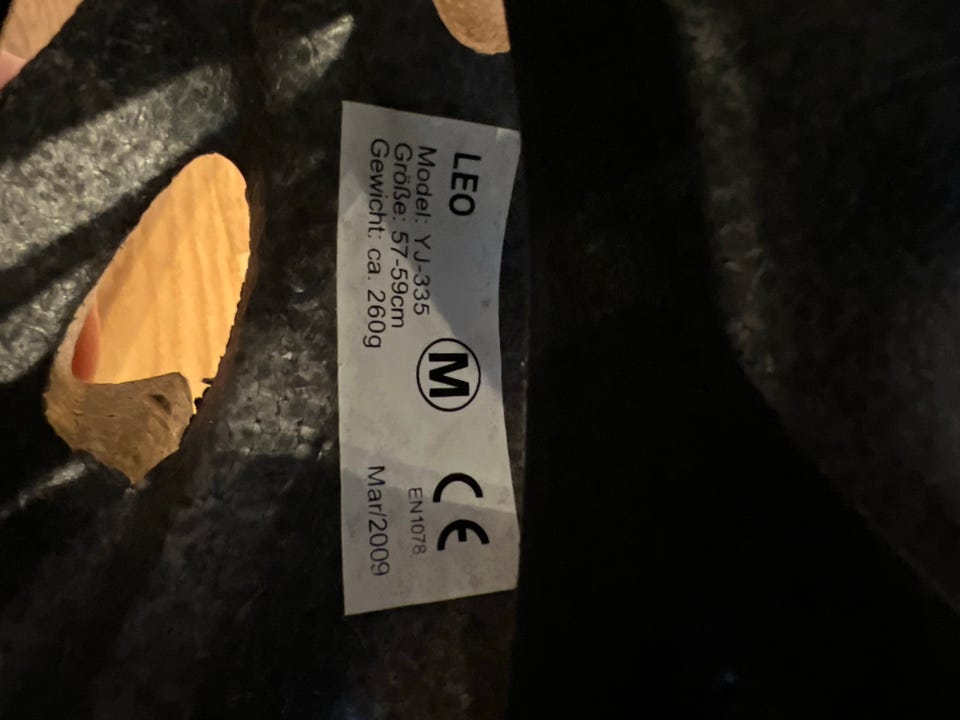 LEO
Model: YJ-335
Größe: 57-59cm
Gewicht: ca. 260g
M
CE
EN1078
Mar/2009